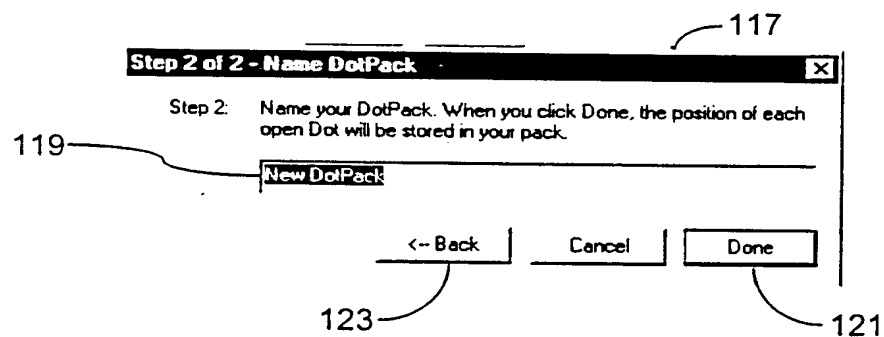 117
Step 2 of 2 - Name DotPack
Step 2: Name your DotPack. When you click Done, the position of each
open Dot will be stored in your pack.
119
New DotPack
<-- Back Cancel Done
123
121